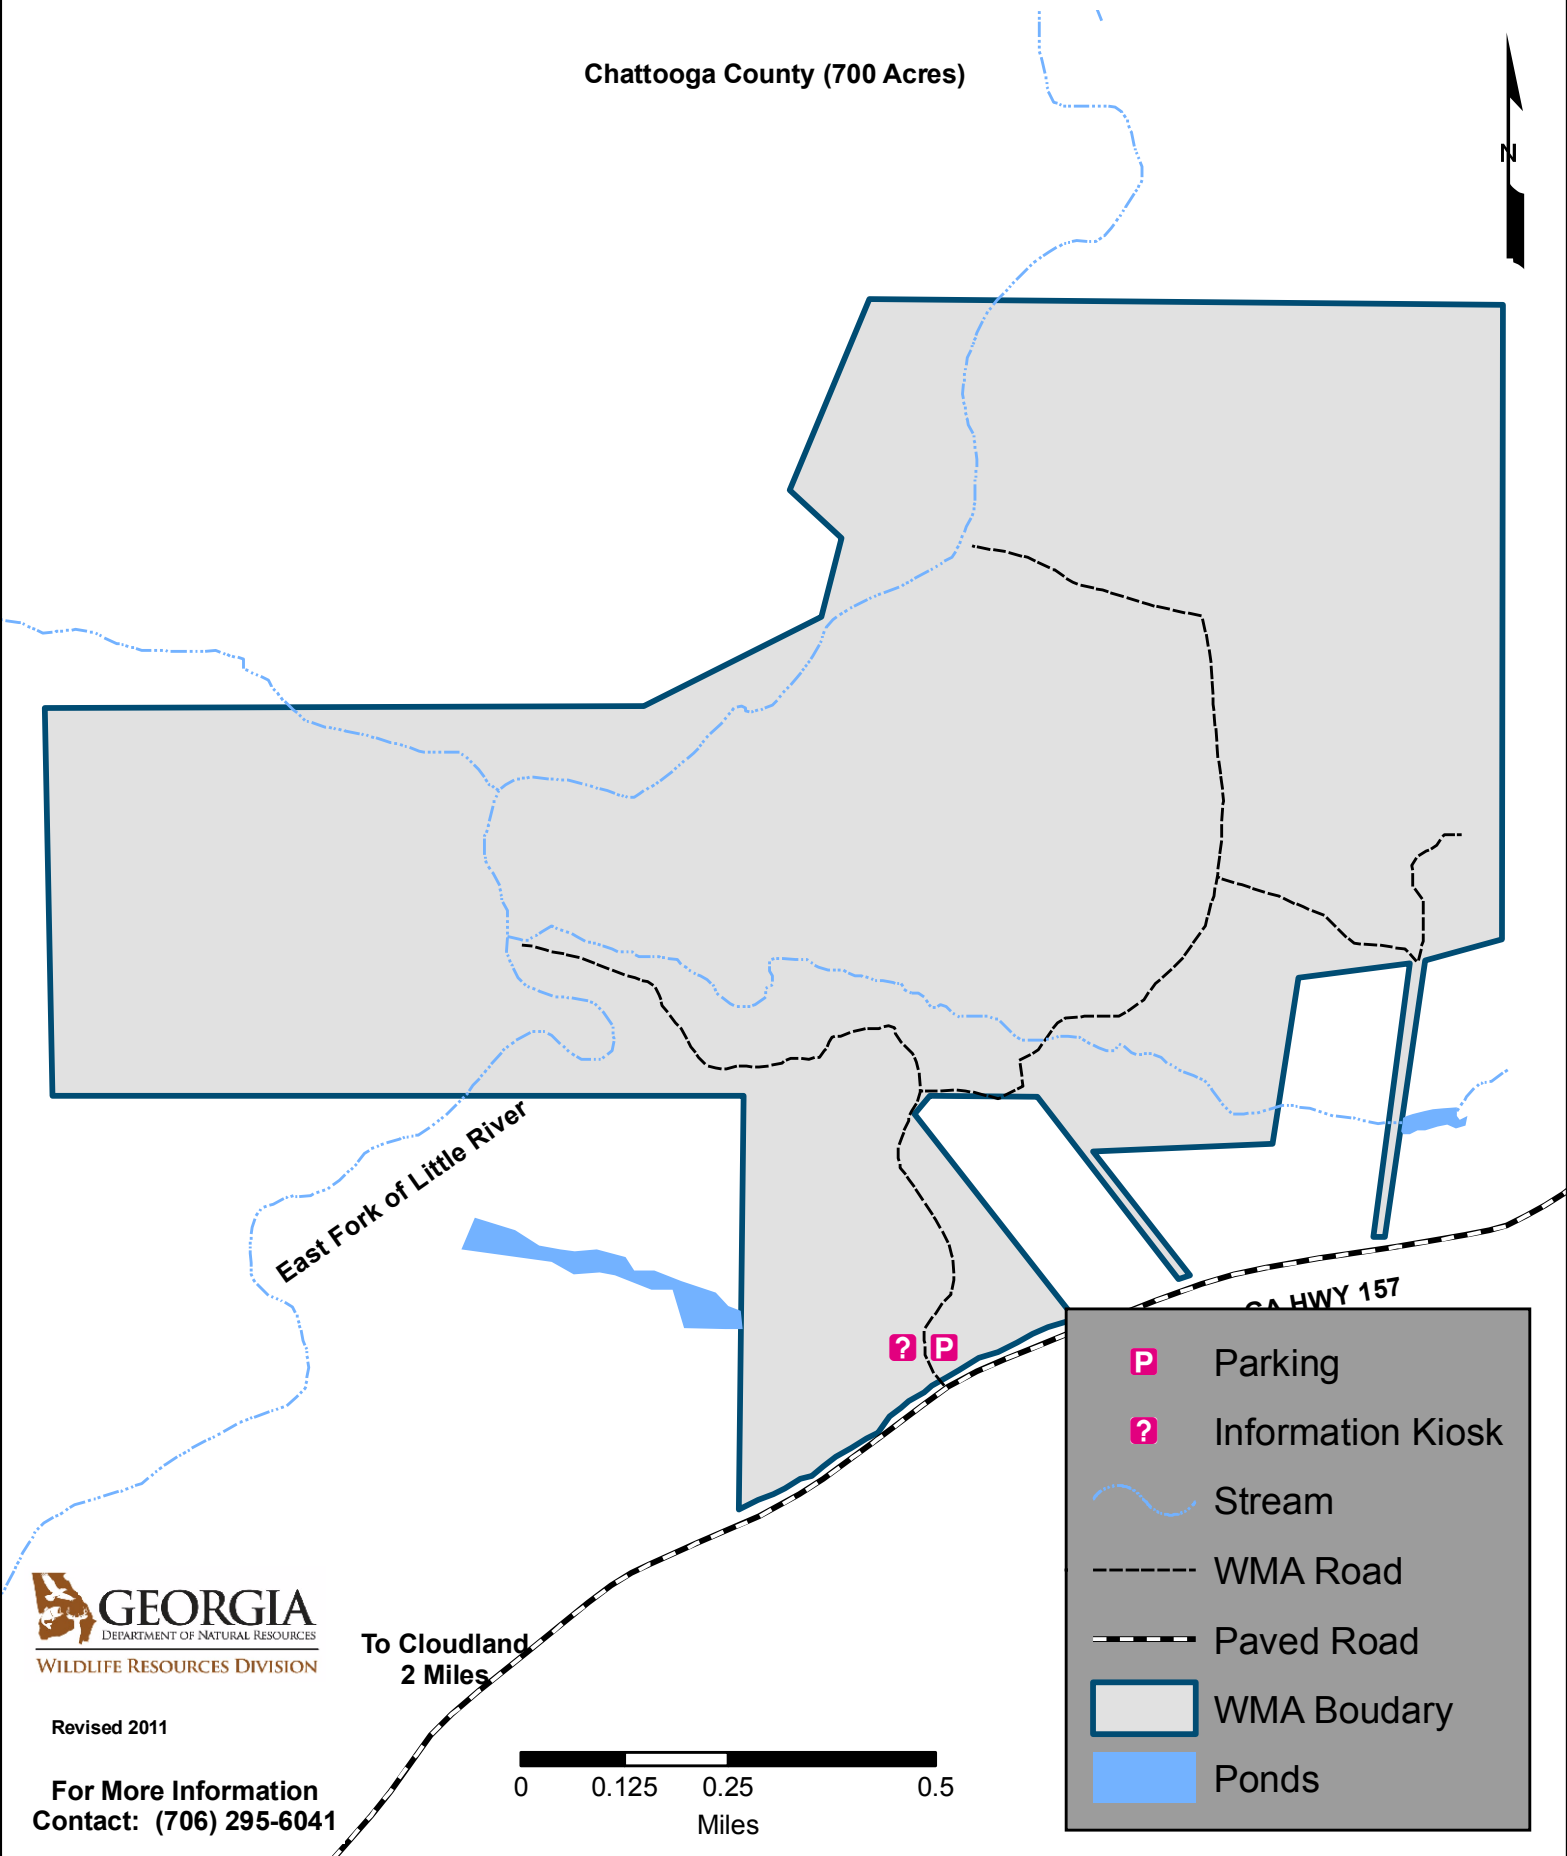 Chattooga County (700 Acres)
N
East Fork of Little River
GA HWY 157
?
P
P Parking
? Information Kiosk
Stream
WMA Road
Paved Road
WMA Boudary
Ponds
GEORGIA
DEPARTMENT OF NATURAL RESOURCES
WILDLIFE RESOURCES DIVISION
To Cloudland
2 Miles
Revised 2011
For More Information
Contact: (706) 295-6041
0 0.125 0.25 0.5
Miles